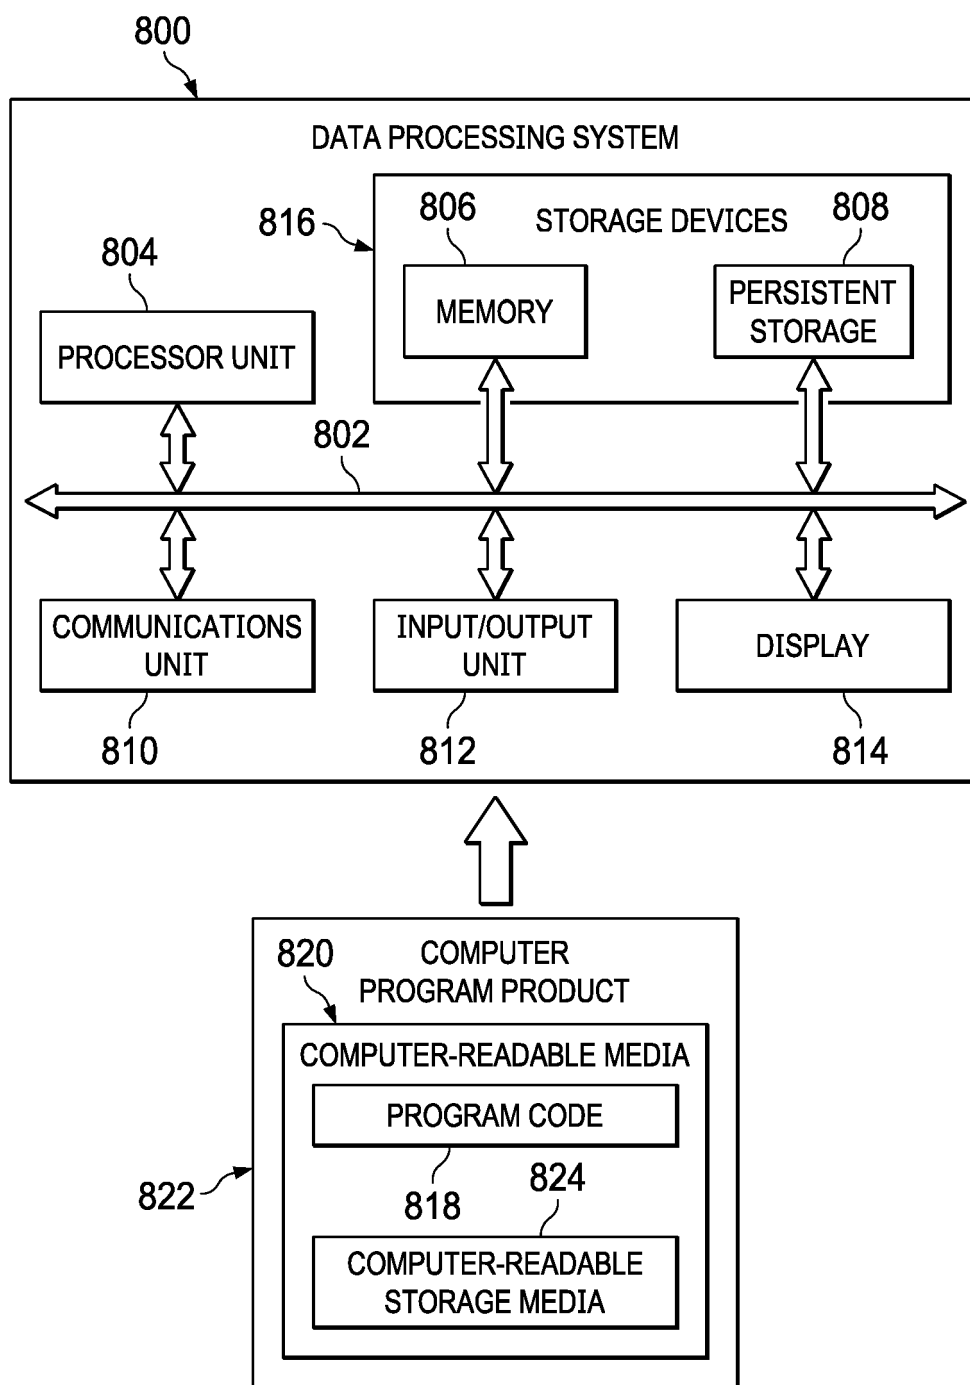 800
DATA PROCESSING SYSTEM
816
806
STORAGE DEVICES
808
804
MEMORY
PERSISTENT
STORAGE
PROCESSOR UNIT
802
COMMUNICATIONS
UNIT
INPUT/OUTPUT
UNIT
DISPLAY
810
812
814
820
COMPUTER
PROGRAM PRODUCT
COMPUTER-READABLE MEDIA
PROGRAM CODE
822
818
824
COMPUTER-READABLE
STORAGE MEDIA